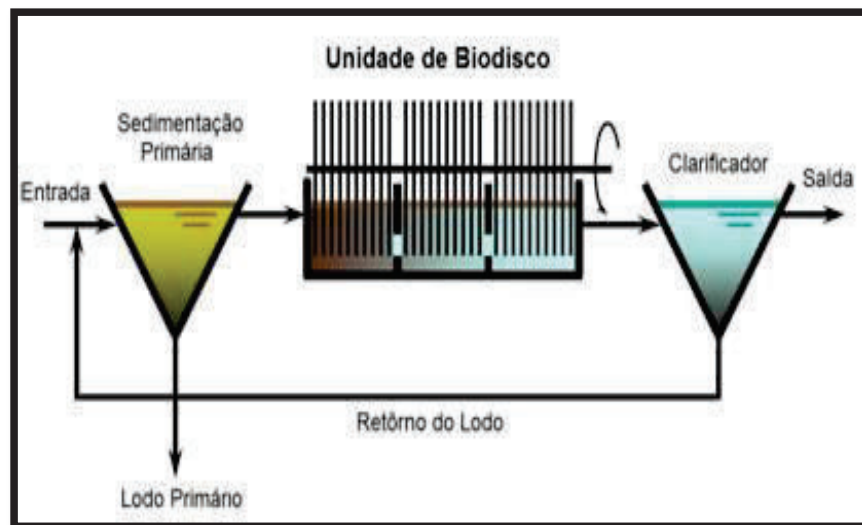 Unidade de Biodisco
Sedimentação
Primária
Entrada
Clarificador
Saída
Retôrno do Lodo
Lodo Primário